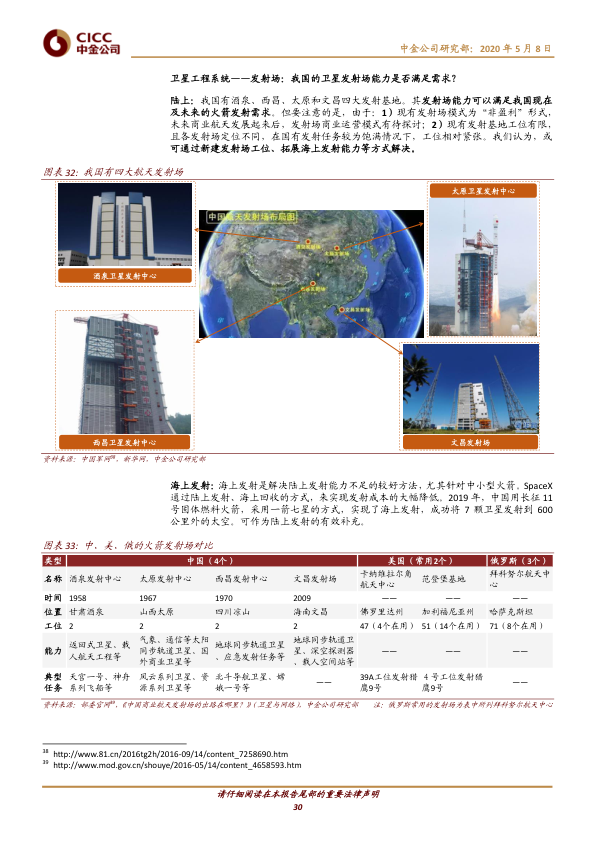 CICC
中金公司
中金公司研究部：2020 年 5 月 8 日
卫星工程系统——发射场：我国的卫星发射场能力是否满足需求？
陆上：我国有酒泉、西昌、太原和文昌四大发射基地。其发射场能力可以满足我国现在
及未来的火箭发射需求。但要注意的是，由于：1）现有发射场模式为“非盈利”形式，
未来商业航天发展起来后，发射场商业运营模式有待探讨；2）现有发射基地工位有限，
且各发射场定位不同，在国有发射任务较为饱满情况下，工位相对紧张。我们认为，或
可通过新建发射场工位、拓展海上发射能力等方式解决。
图表 32：我国有四大航天发射场
太原卫星发射中心
中国航天发射场布局图
酒泉卫星发射中心
文昌发射场
西昌卫星发射中心
文昌发射场
资料来源：中国军网38，新华网，中金公司研究部
海上发射：海上发射是解决陆上发射能力不足的较好方法，尤其针对中小型火箭。SpaceX
通过陆上发射、海上回收的方式，来实现发射成本的大幅降低。2019 年，中国用长征 11
号固体燃料火箭，采用一箭七星的方式，实现了海上发射，成功将 7 颗卫星发射到 600
公里外的太空。可作为陆上发射的有效补充。
图表 33：中、美、俄的火箭发射场对比
类型 中国（4个） 美国（常用2个） 俄罗斯（3个）
名称 酒泉发射中心 太原发射中心 西昌发射中心 文昌发射场 卡纳维拉尔角航天中心 范登堡基地 拜科努尔航天中心
时间 1958 1967 1970 2009 —— —— ——
位置 甘肃酒泉 山西太原 四川凉山 海南文昌 佛罗里达州 加利福尼亚州 哈萨克斯坦
工位 2 2 2 2 47（4个在用） 51（14个在用） 71（8个在用）
能力 返回式卫星、载人航天工程等 气象、通信等太阳同步轨道卫星、国外商业卫星等 地球同步轨道卫星、应急发射任务等 地球同步轨道卫星、深空探测器、载人空间站等 —— —— ——
典型任务 天宫一号、神舟系列飞船等 风云系列卫星、资源系列卫星等 北斗导航卫星、嫦娥一号等 —— 39A工位发射猎鹰9号 4 号工位发射猎鹰9号 ——
资料来源：部委官网39，《中国商业航天发射场的出路在哪里？》（卫星与网络），中金公司研究部 注：俄罗斯常用的发射场为表中所列拜科努尔航天中心
38 http://www.81.cn/2016tg2h/2016-09/14/content_7258690.htm
39 http://www.mod.gov.cn/shouye/2016-05/14/content_4658593.htm
请仔细阅读在本报告尾部的重要法律声明
30